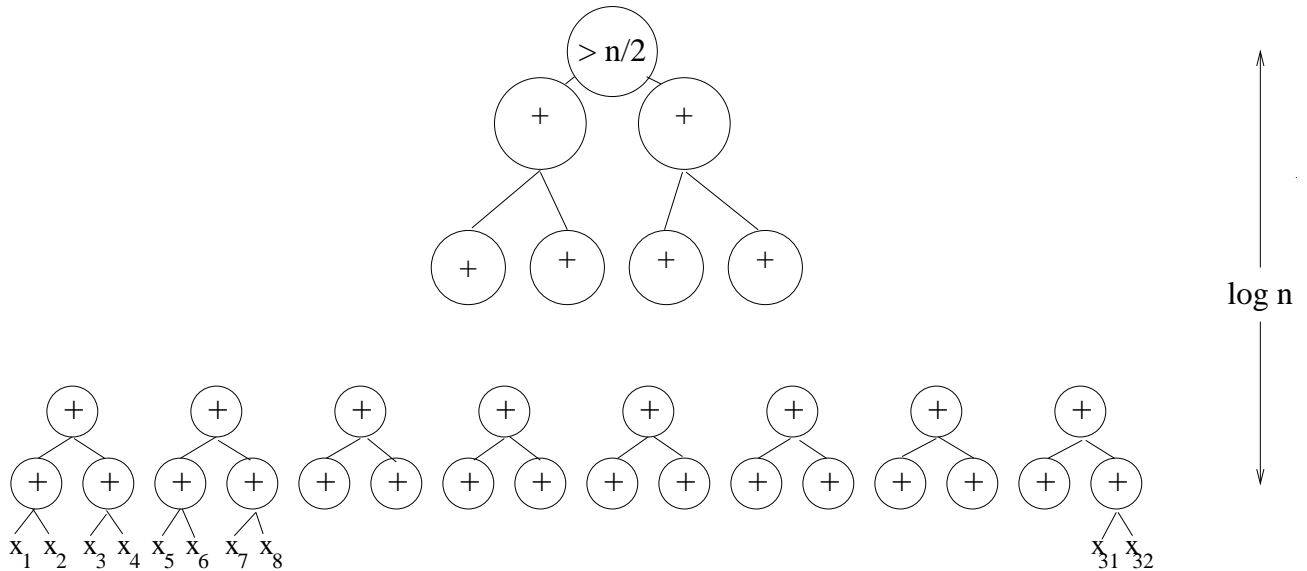 > n/2
+ +
+ + + +
log n
+ + + + + + + +
+ + + + + + + + + + + + + + + +
x1 x2 x3 x4 x5 x6 x7 x8 x31 x32